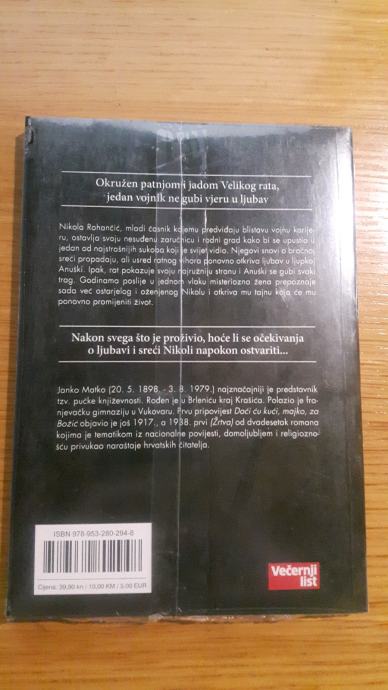 Okružen patnjom i jadom Velikog rata,
jedan vojnik ne gubi vjeru u ljubav
Nikola Rohančić, mladi časnik kojemu predviđaju blistavu vojnu karije-
ru, ostavlja svoju nesuđenu zaručnicu i rodni grad kako bi se upustio u
jedan od najstrašnijih sukoba koji je svijet vidio. Njegovi snovi o bračnoj
sreći propadaju, ali usred ratnog vihora ponovno otkriva ljubav u ljupkoj
Anuški. Ipak, rat pokazuje svoju najružniju stranu i Anuški se gubi svaki
trag. Godinama poslije u jednom vlaku misteriozna žena prepoznaje
sada već ostarjelog i oženjenog Nikolu i otkriva mu tajnu koja će mu
ponovno promijeniti život.
Nakon svega što je proživio, hoće li se očekivanja
o ljubavi i sreći Nikoli napokon ostvariti...
Janko Matko (20. 5. 1898. - 3. 8. 1979.) najznačajniji je predstavnik
tzv. pučke književnosti. Rođen je u Brleniću kraj Krašića. Polazio je fra-
njevačku gimnaziju u Vukovaru. Prvu pripovijest Doći ću kući, majko, za
Božić objavio je još 1917., a 1938. prvi (Žrtva) od dvadesetak romana
kojima je tematikom iz nacionalne povijesti, domoljubljem i religiozno-
šću privukao naraštaje hrvatskih čitatelja.
ISBN 978-953-280-294-8
Cijena: 39,90 kn / 10,00 KM / 3,00 EUR
Večernji
list